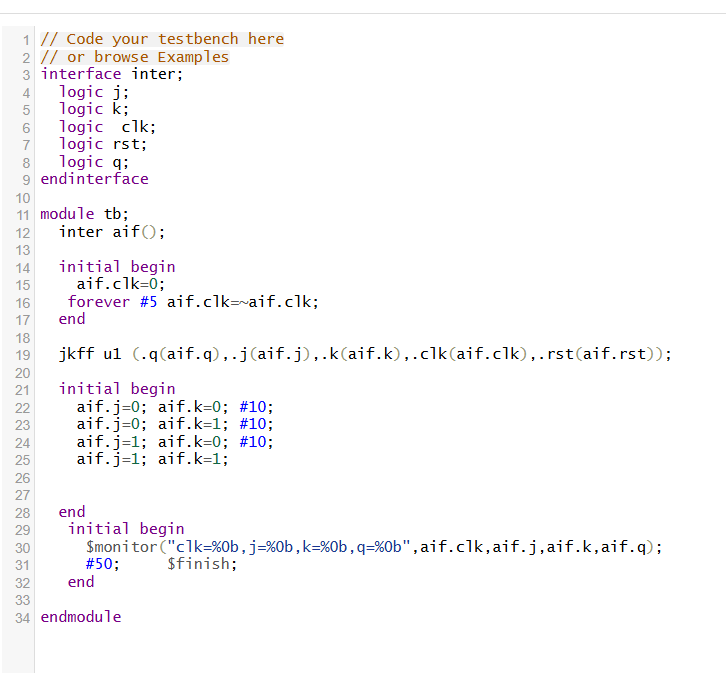 1 // Code your testbench here
2 // or browse Examples
3 interface inter;
4 logic j;
5 logic k;
6 logic  clk;
7 logic rst;
8 logic q;
9 endinterface
10
11 module tb;
12 inter aif();
13
14 initial begin
15 aif.clk=0;
16 forever #5 aif.clk=~aif.clk;
17 end
18
19 jkff u1 (.q(aif.q),.j(aif.j),.k(aif.k),.clk(aif.clk),.rst(aif.rst));
20
21 initial begin
22 aif.j=0; aif.k=0; #10;
23 aif.j=0; aif.k=1; #10;
24 aif.j=1; aif.k=0; #10;
25 aif.j=1; aif.k=1;
26
27
28 end
29 initial begin
30 $monitor("clk=%0b,j=%0b,k=%0b,q=%0b",aif.clk,aif.j,aif.k,aif.q);
31 #50;     $finish;
32 end
33
34 endmodule